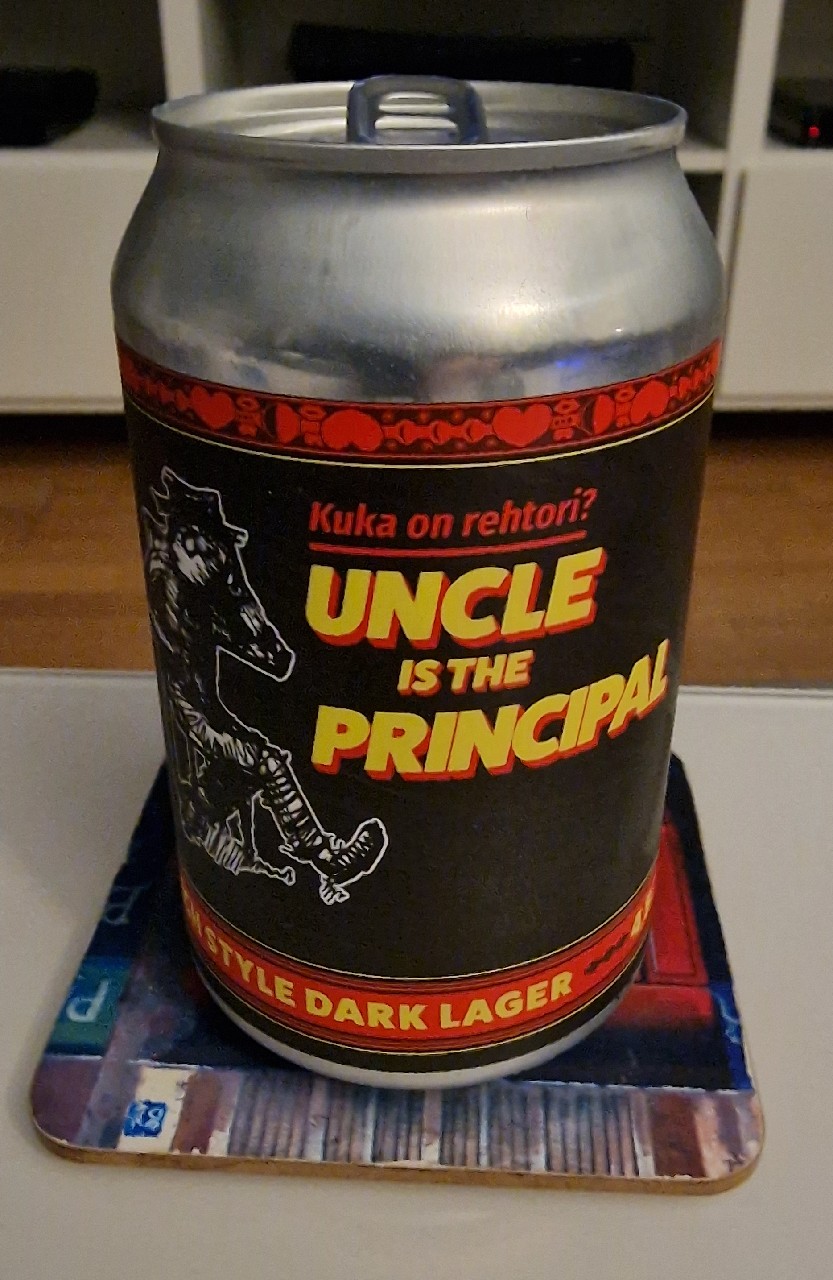 Kuka on rehtori?
UNCLE
IS THE
PRINCIPAL
STYLE DARK LAGER